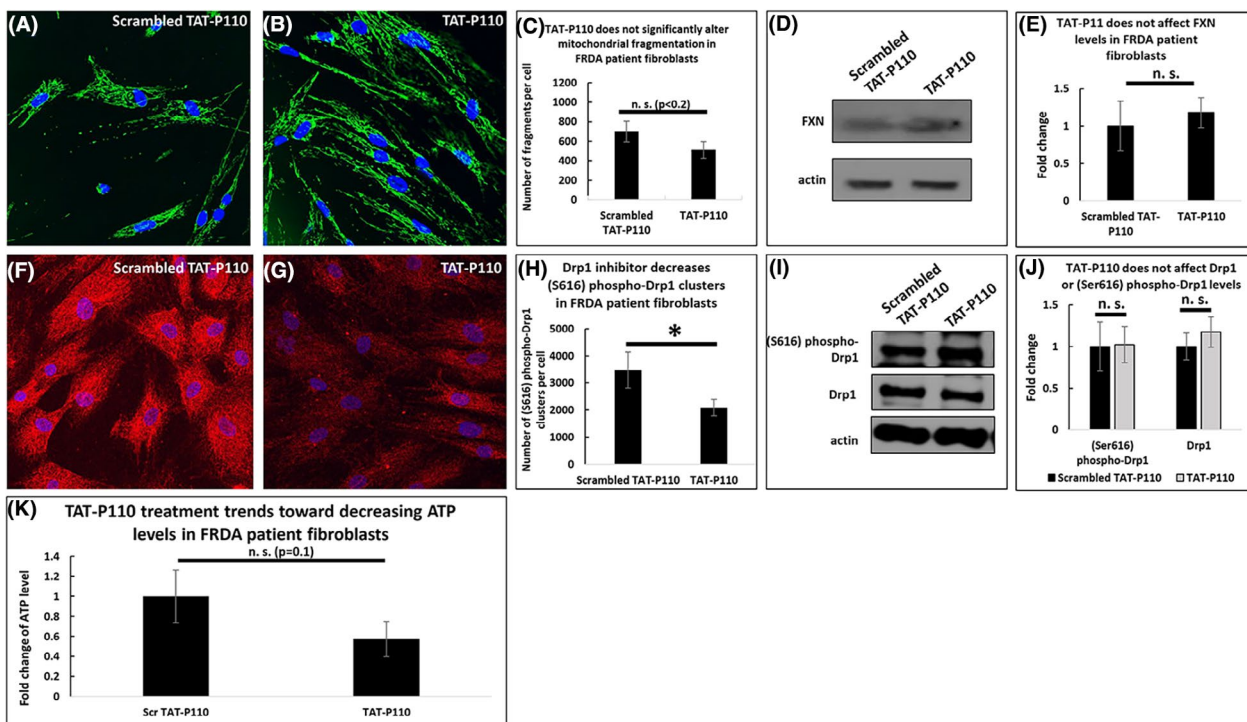 (A)
Scrambled TAT-P110
(B)
TAT-P110
(C)
TAT-P110 does not significantly alter
mitochondrial fragmentation in
FRDA patient fibroblasts
n. s. (p<0.2)
Number of fragments per cell
1200
1000
800
600
400
200
0
Scrambled
TAT-P110
TAT-P110
(D)
Scrambled
TAT-P110
TAT-P110
FXN
actin
(E)
TAT-P11 does not affect FXN
levels in FRDA patient
fibroblasts
n. s.
Fold change
1.5
1
0.5
0
Scrambled TAT-
P110
TAT-P110
(F)
Scrambled TAT-P110
(G)
TAT-P110
(H)
Drp1 inhibitor decreases
(S616) phospho-Drp1 clusters
in FRDA patient fibroblasts
*
Number of (S616) phospho-Drp1
clusters per cell
5000
4000
3000
2000
1000
0
Scrambled TAT-P110
TAT-P110
(I)
Scrambled
TAT-P110
TAT-P110
(S616) phospho-
Drp1
Drp1
actin
(J)
TAT-P110 does not affect Drp1
or (Ser616) phospho-Drp1 levels
n. s.
n. s.
Fold change
1.5
1
0.5
0
(Ser616)
phospho-Drp1
Drp1
Scrambled TAT-P110
TAT-P110
(K)
TAT-P110 treatment trends toward decreasing ATP
levels in FRDA patient fibroblasts
n. s. (p=0.1)
Fold change of ATP level
1.4
1.2
1
0.8
0.6
0.4
0.2
0
Scr TAT-P110
TAT-P110